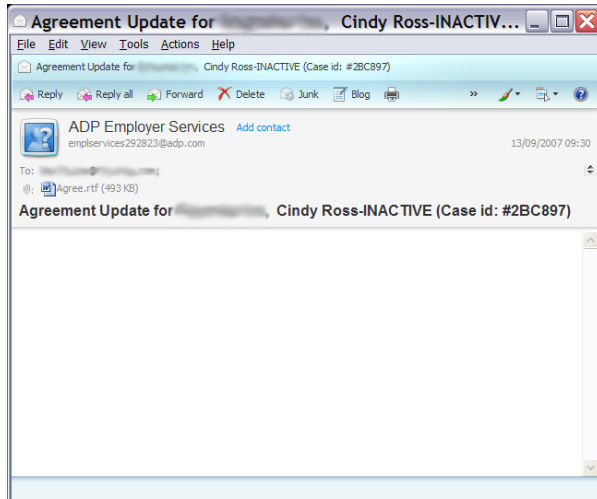 Agreement Update for , Cindy Ross-INACTIV...
File Edit View Tools Actions Help
Agreement Update for , Cindy Ross-INACTIVE (Case id: #2BC897)
Reply Reply all Forward Delete Junk Blog »
ADP Employer Services Add contact
emplservices292823@adp.com 13/09/2007 09:30
To: ;
Agree.rtf (493 KB)
Agreement Update for , Cindy Ross-INACTIVE (Case id: #2BC897)